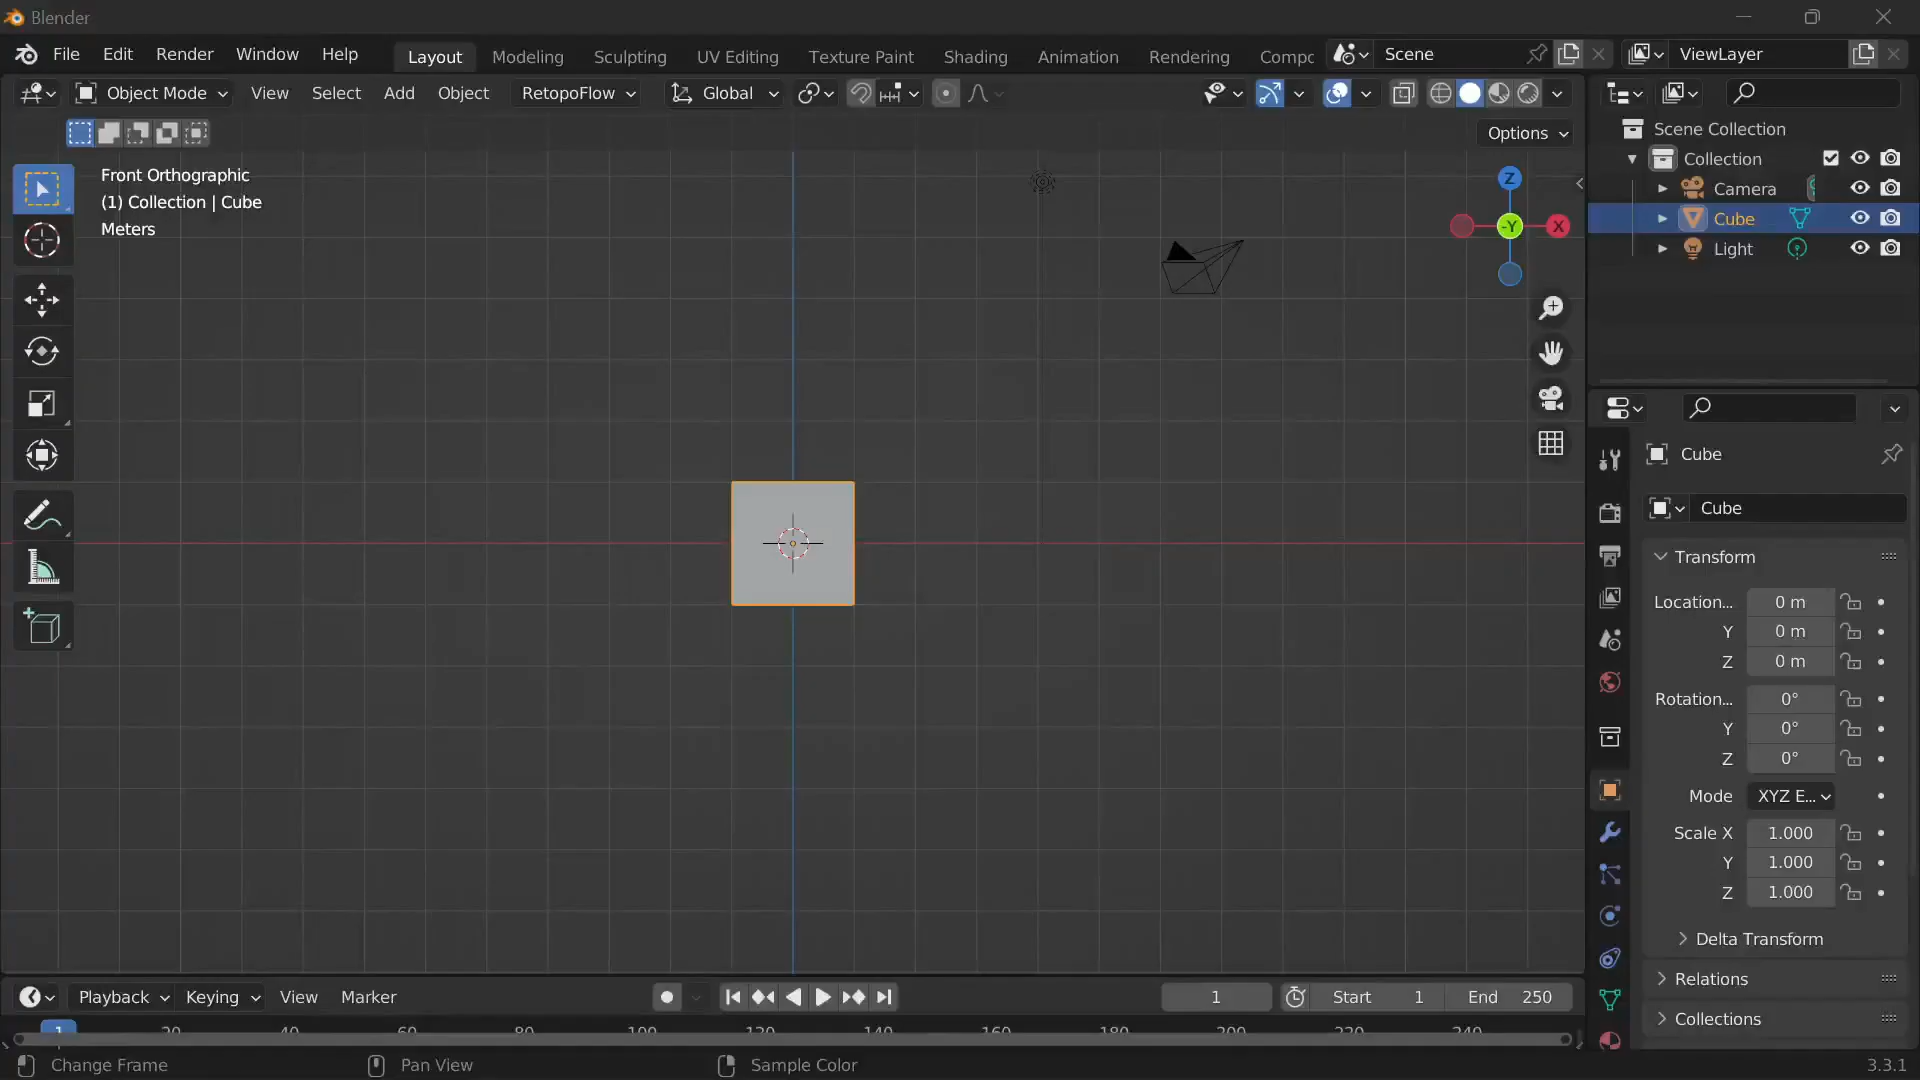 Blender
File Edit Render Window Help Layout Modeling Sculpting UV Editing Texture Paint Shading Animation Rendering Compc Scene ViewLayer
Object Mode View Select Add Object RetopoFlow Global
Options
Front Orthographic
(1) Collection | Cube
Meters
Z
-Y X
Scene Collection
Collection
Camera
Cube
Light
Cube
Cube
Transform
Location... 0 m
Y 0 m
Z 0 m
Rotation... 0°
Y 0°
Z 0°
Mode XYZ E...
Scale X 1.000
Y 1.000
Z 1.000
Delta Transform
Relations
Collections
Playback Keying View Marker 1 Start 1 End 250
1 20 40 60 80 100 120 140 160 180 200 220 240
Change Frame Pan View Sample Color 3.3.1